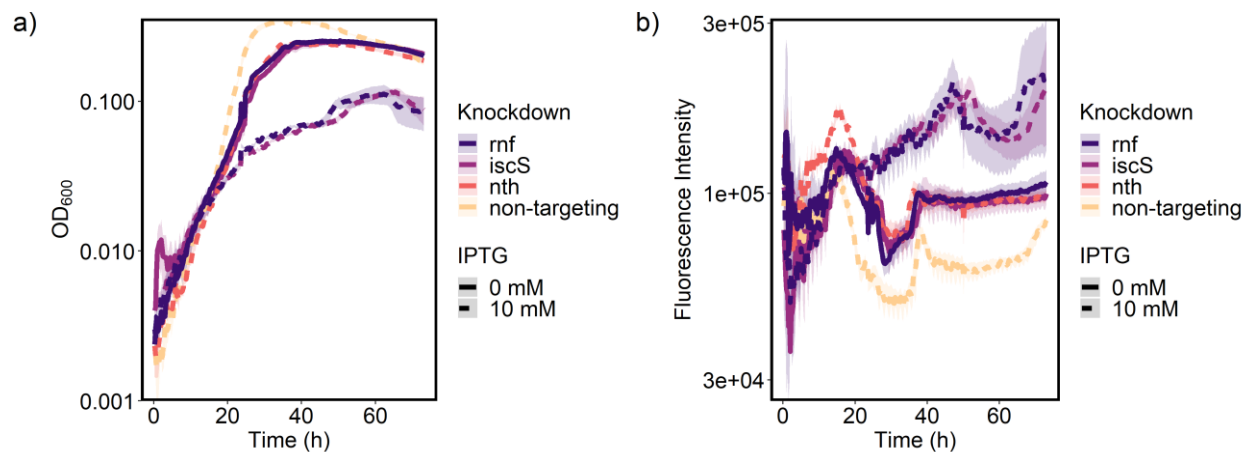 a)
OD600
0.100
0.010
0.001
0
20
40
60
Time (h)
Knockdown
rnf
iscS
nth
non-targeting
IPTG
0 mM
10 mM
b)
Fluorescence Intensity
3e+05
1e+05
3e+04
0
20
40
60
Time (h)
Knockdown
rnf
iscS
nth
non-targeting
IPTG
0 mM
10 mM